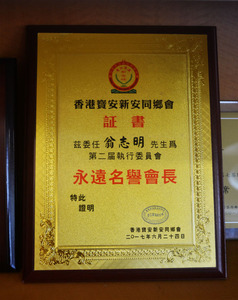 香港寶安新安同鄉會
証書
茲委任 翁志明 先生爲
第二屆執行委員會
永遠名譽會長
特此
證明
香港寶安新安同鄉會
二〇一七年六月二十四日